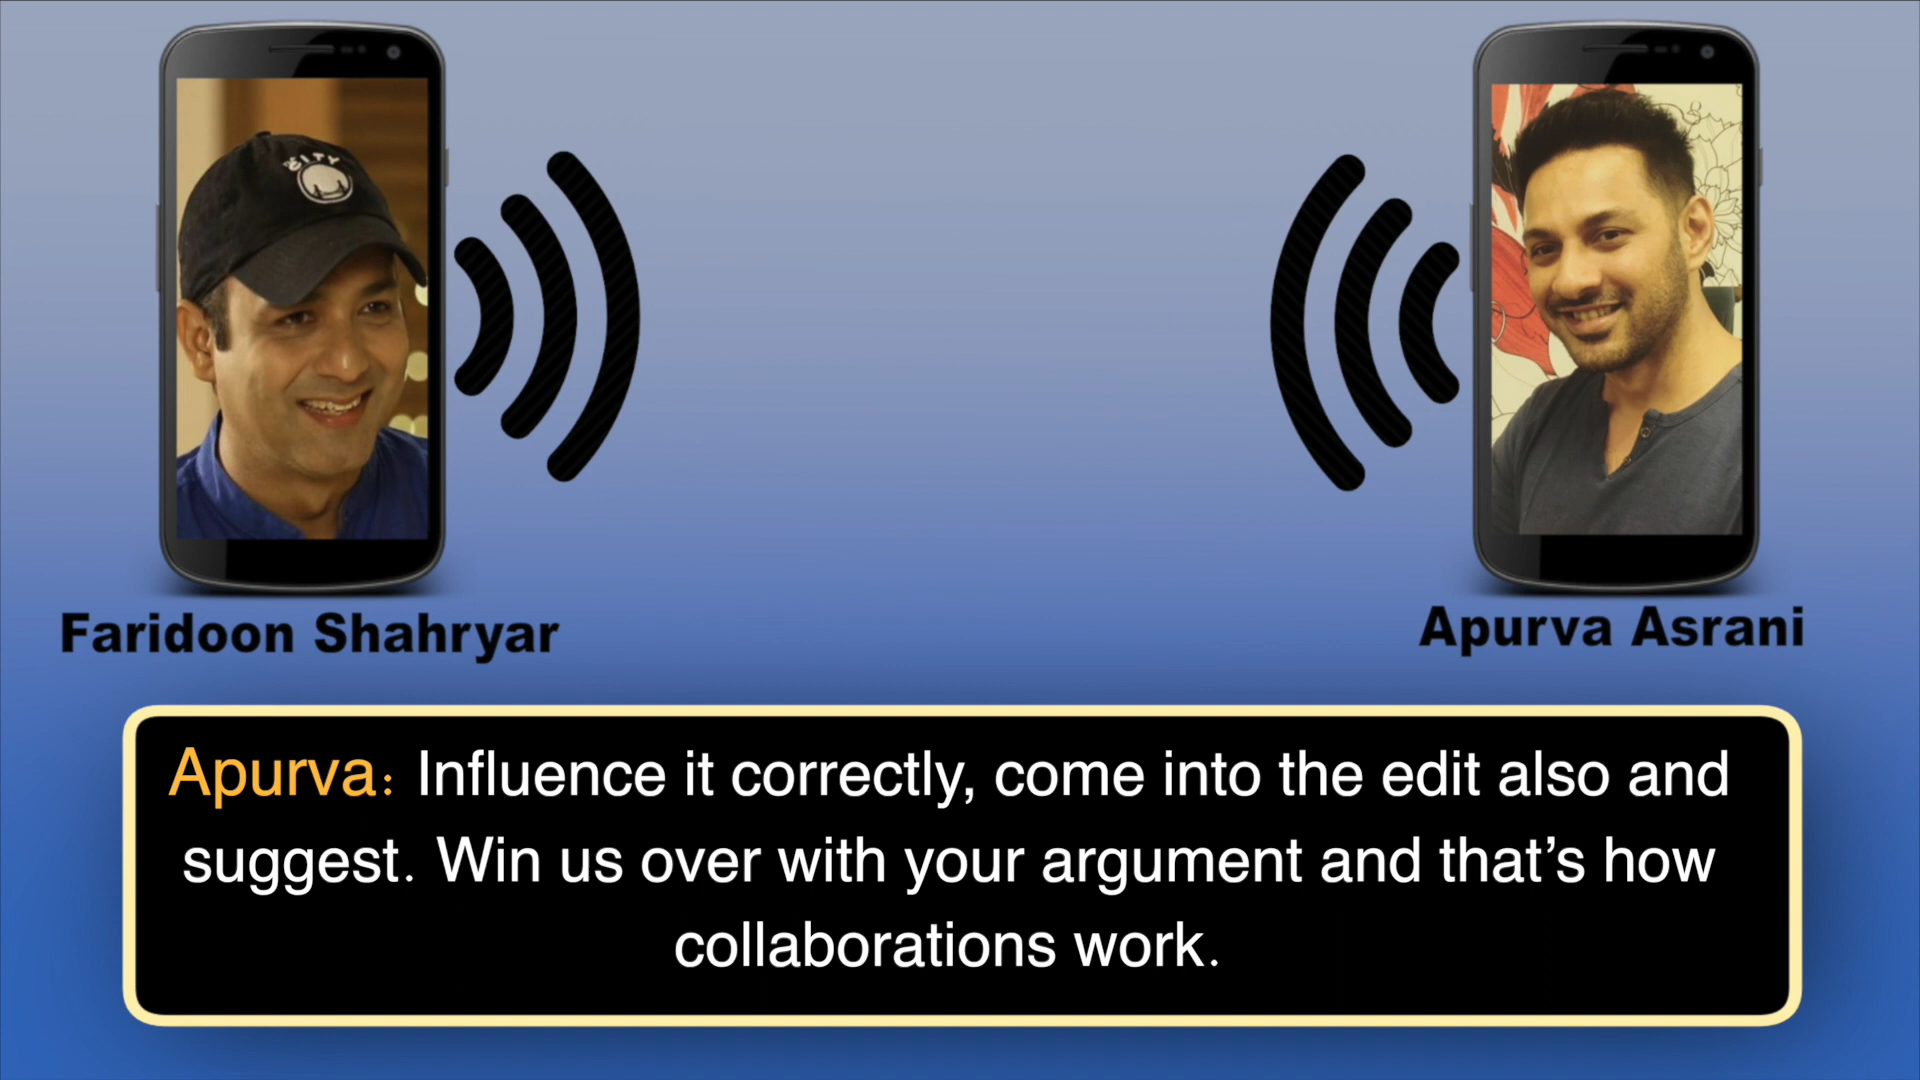 CITY
Faridoon Shahryar
Apurva Asrani
Apurva: Influence it correctly, come into the edit also and
suggest. Win us over with your argument and that’s how
collaborations work.